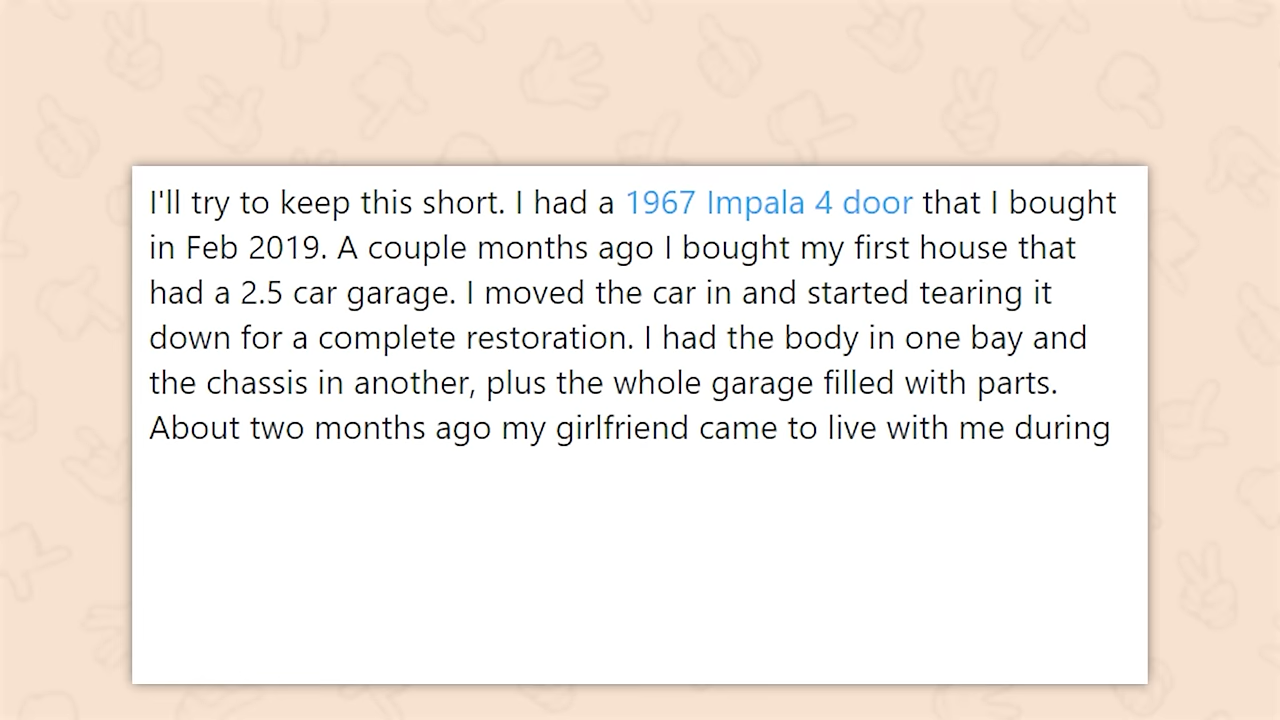 I'll try to keep this short. I had a 1967 Impala 4 door that I bought
in Feb 2019. A couple months ago I bought my first house that
had a 2.5 car garage. I moved the car in and started tearing it
down for a complete restoration. I had the body in one bay and
the chassis in another, plus the whole garage filled with parts.
About two months ago my girlfriend came to live with me during